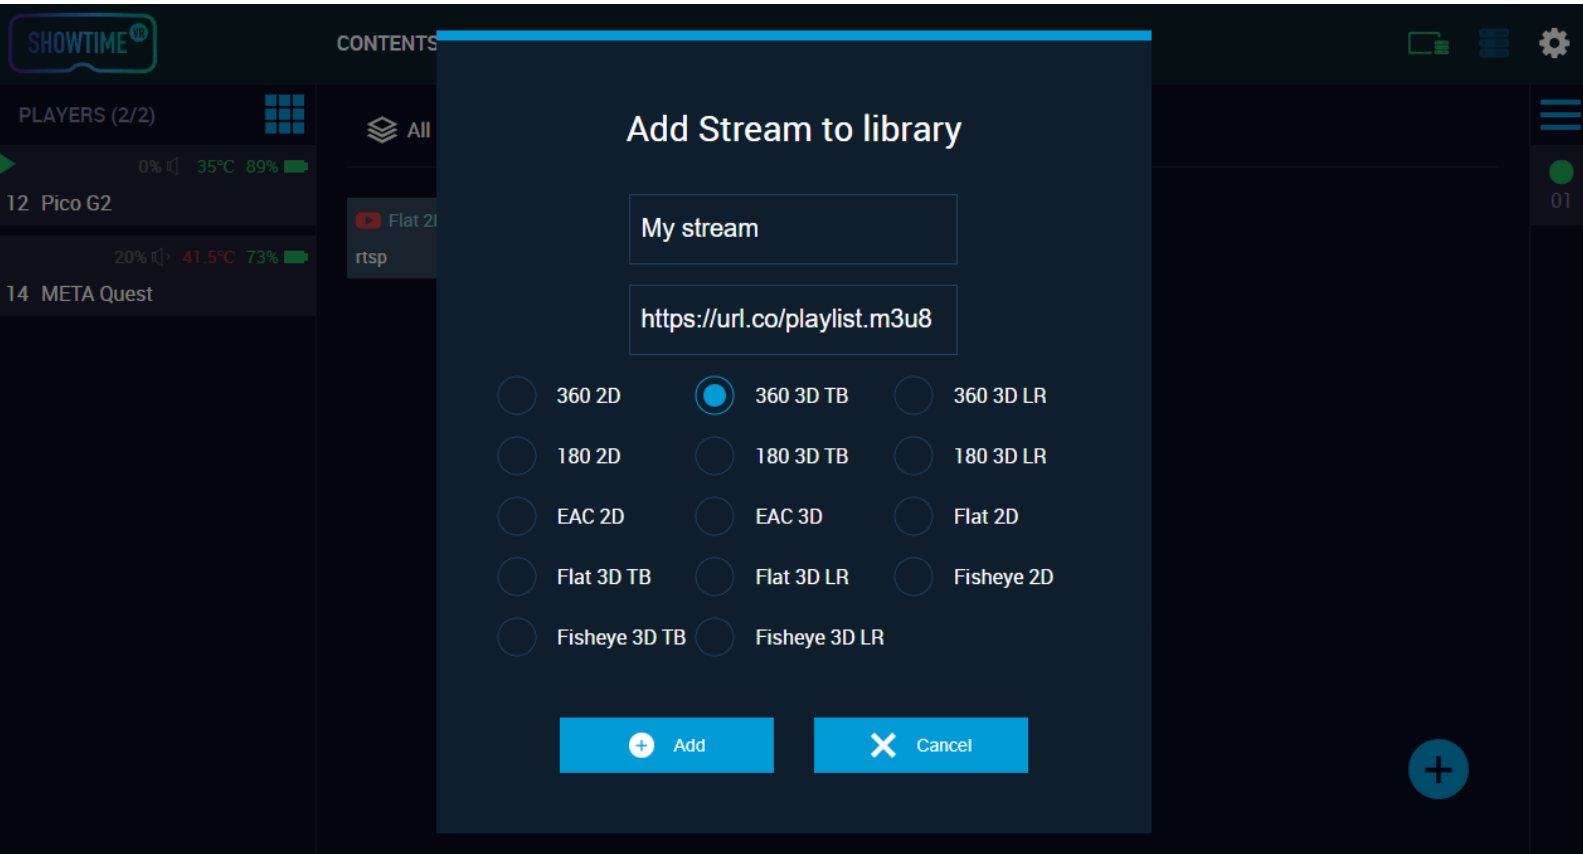 SHOWTIME VR
CONTENTS
PLAYERS (2/2)
All
0% 35°C 89%
12 Pico G2
20% 41.5°C 73%
14 META Quest
Flat 2
rtsp
01
Add Stream to library
My stream
https://url.co/playlist.m3u8
360 2D 360 3D TB 360 3D LR
180 2D 180 3D TB 180 3D LR
EAC 2D EAC 3D Flat 2D
Flat 3D TB Flat 3D LR Fisheye 2D
Fisheye 3D TB Fisheye 3D LR
Add Cancel